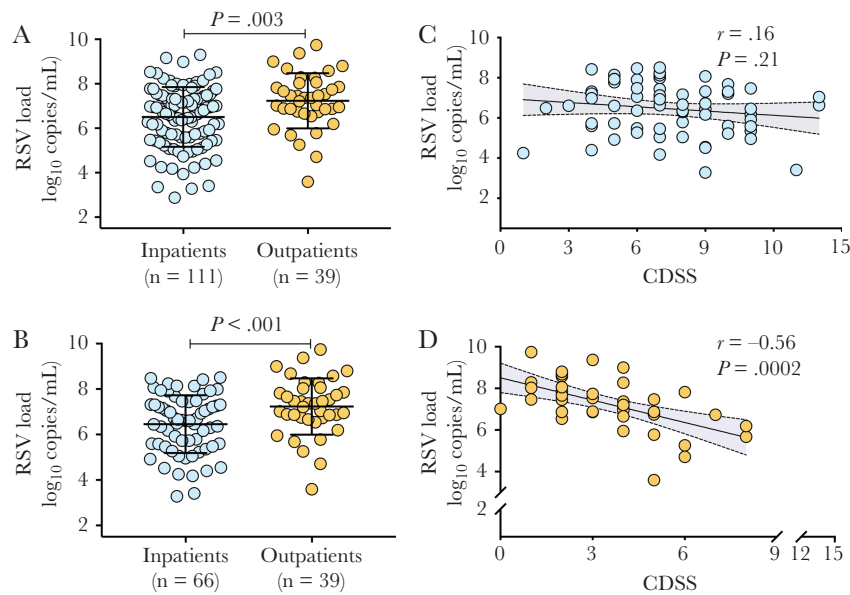 A
P = .003
10
8
6
4
2
RSV load
log10 copies/mL)
Inpatients
(n = 111)
Outpatients
(n = 39)
C
r = .16
P = .21
10
8
6
4
2
RSV load
log10 copies/mL)
0
3
6
9
10
15
CDSS
B
P < .001
10
8
6
4
2
RSV load
log10 copies/mL)
Inpatients
(n = 66)
Outpatients
(n = 39)
D
r = –0.56
P = .0002
10
8
6
4
2
RSV load
log10 copies/mL)
0
3
6
9
12
15
CDSS